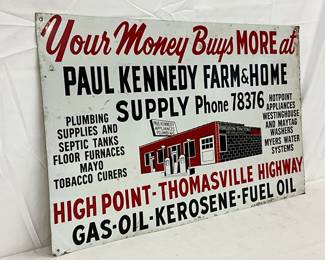 Your Money Buys MORE at
PAUL KENNEDY FARM & HOME
SUPPLY Phone 78376
PLUMBING
SUPPLIES AND
SEPTIC TANKS
FLOOR FURNACES
MAYO
TOBACCO CURERS
PAUL KENNEDY
HOTPOINT
APPLIANCES
WESTINGHOUSE
AND MAYTAG
WASHERS
MYERS WATER
SYSTEMS
HIGH POINT-THOMASVILLE HIGHWAY
GAS-OIL-KEROSENE-FUEL OIL